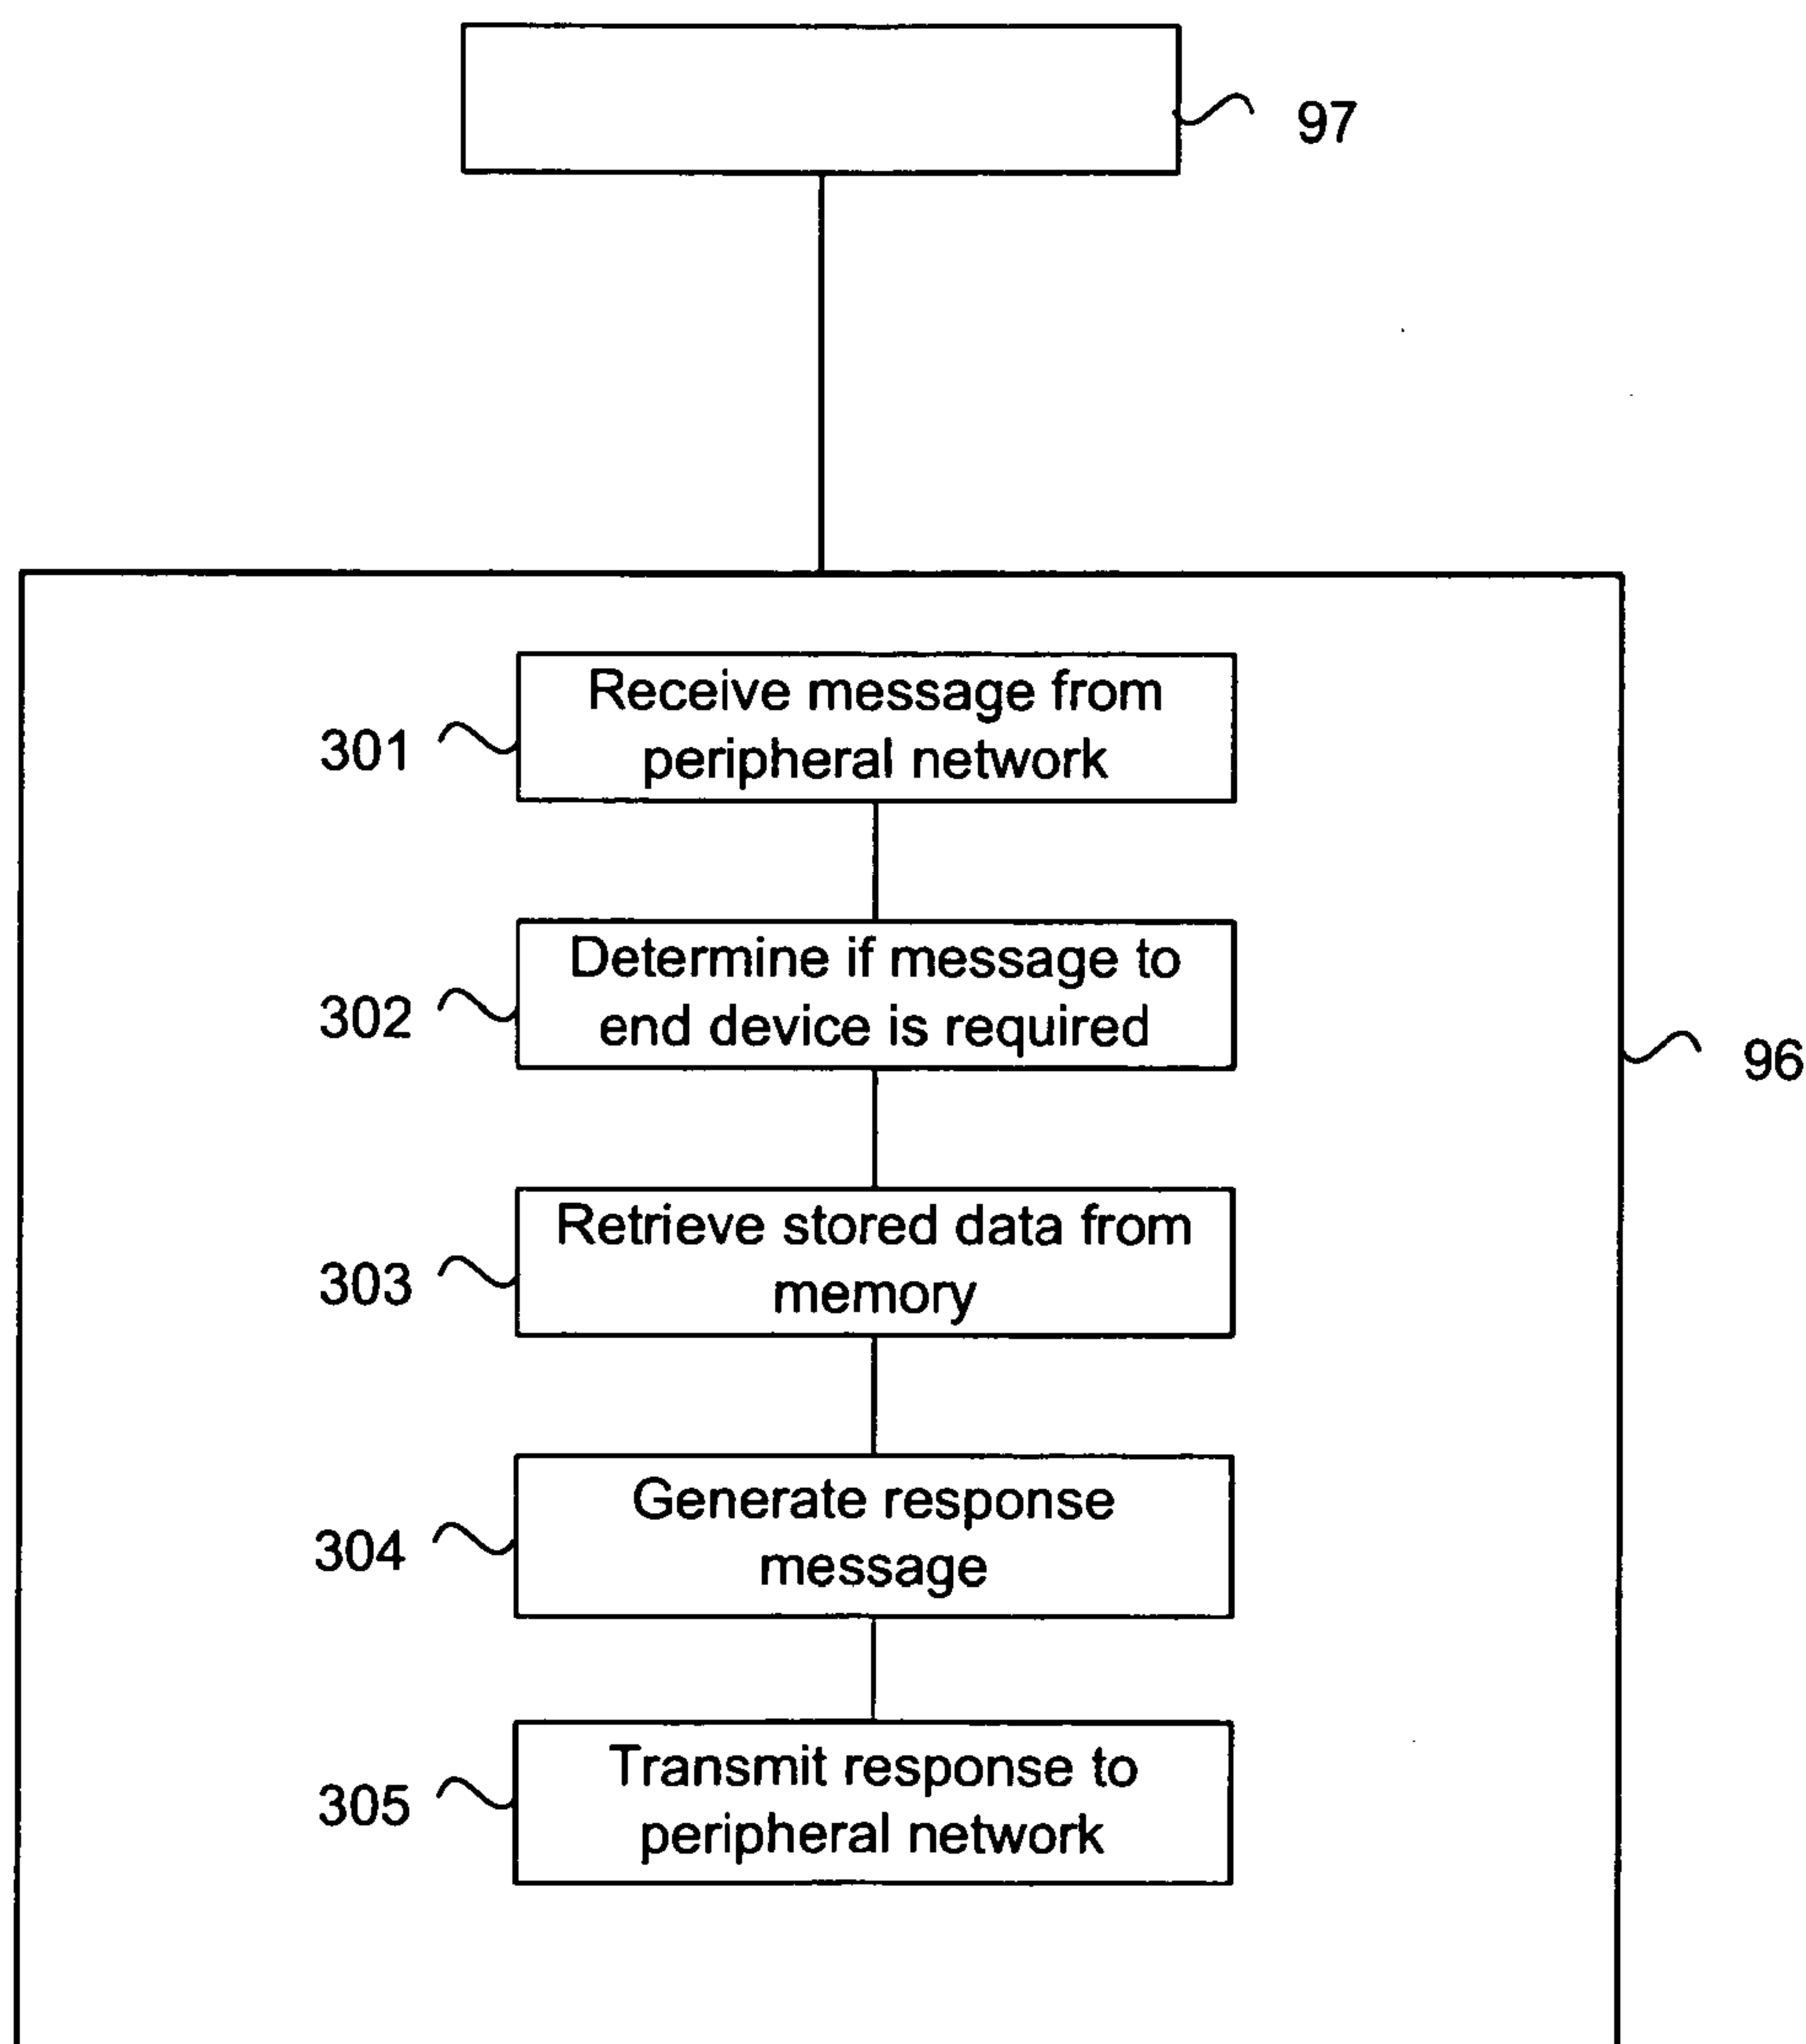 97
Receive message from
peripheral network
301
Determine if message to
end device is required
302
96
Retrieve stored data from
memory
303
Generate response
message
304
Transmit response to
peripheral network
305